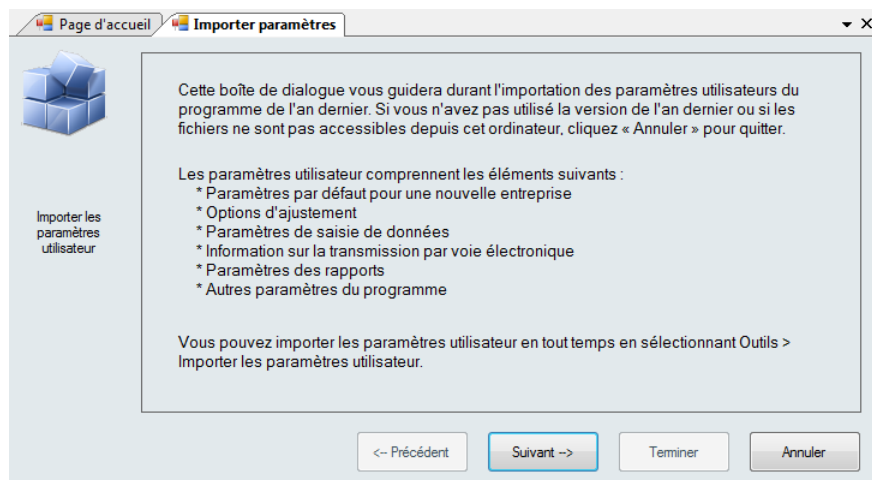 Page d'accueil
Importer paramètres
Cette boîte de dialogue vous guidera durant l'importation des paramètres utilisateurs du
programme de l'an dernier. Si vous n'avez pas utilisé la version de l'an dernier ou si les
fichiers ne sont pas accessibles depuis cet ordinateur, cliquez « Annuler » pour quitter.
Les paramètres utilisateur comprennent les éléments suivants :
* Paramètres par défaut pour une nouvelle entreprise
* Options d'ajustement
* Paramètres de saisie de données
* Information sur la transmission par voie électronique
* Paramètres des rapports
* Autres paramètres du programme
Vous pouvez importer les paramètres utilisateur en tout temps en sélectionnant Outils >
Importer les paramètres utilisateur.
Importer les
paramètres
utilisateur
<-- Précédent
Suivant -->
Terminer
Annuler